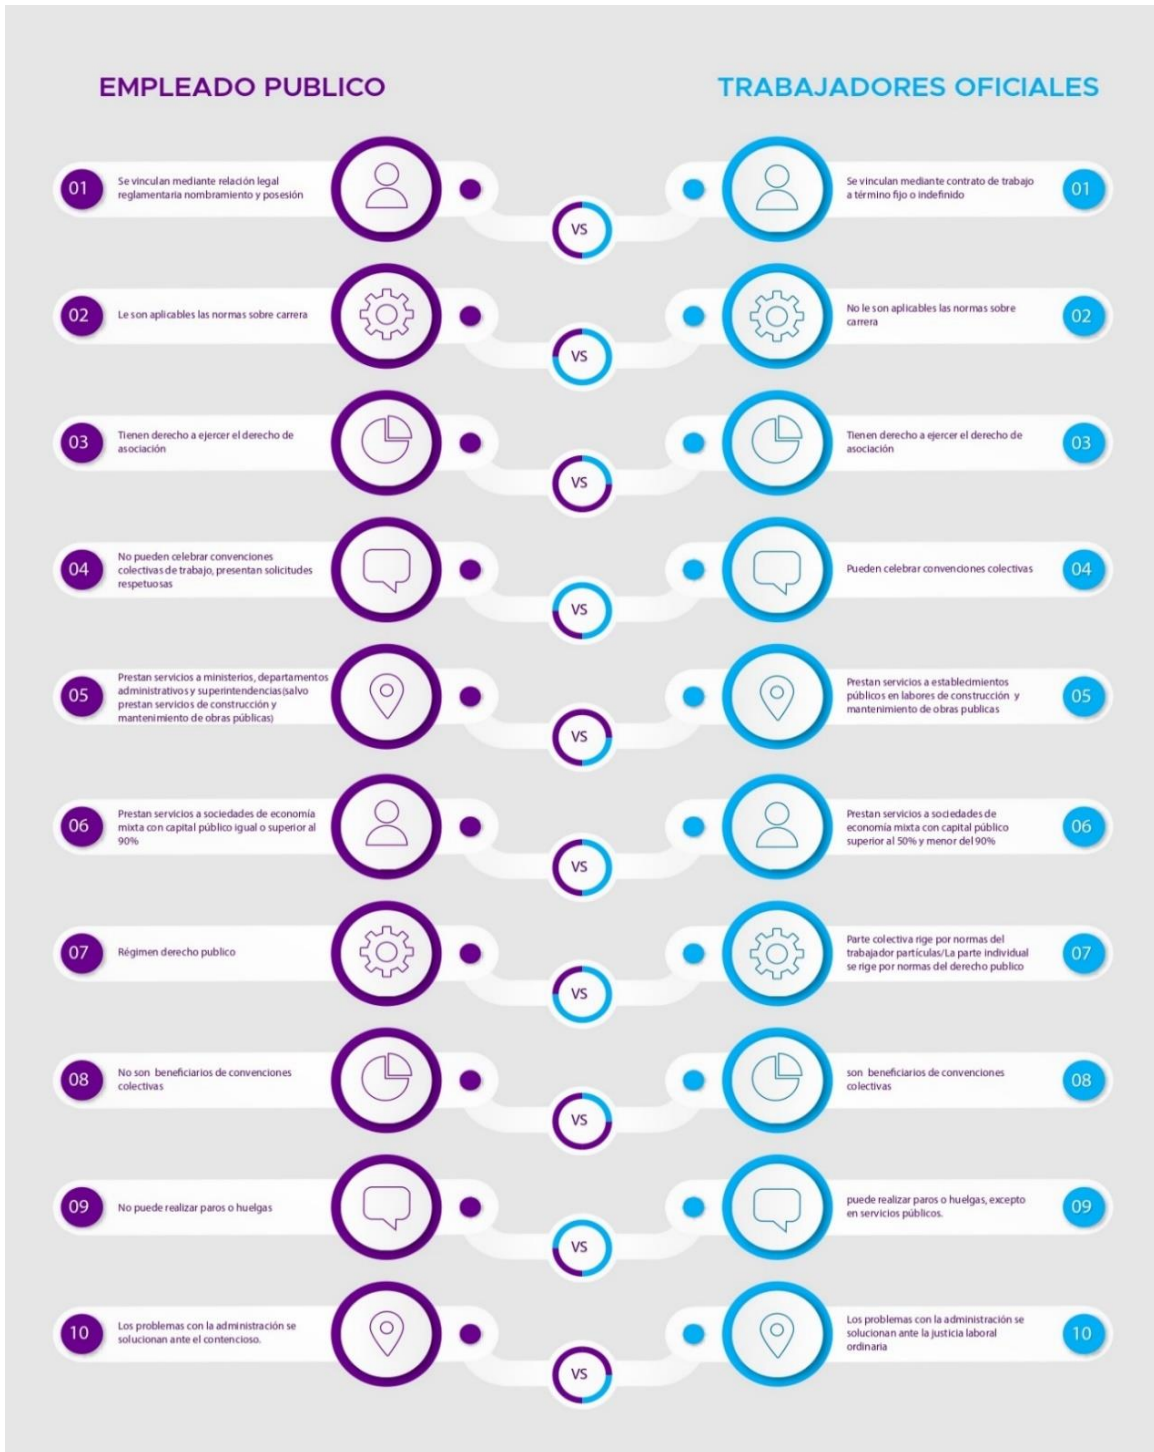 EMPLEADO PUBLICO
TRABAJADORES OFICIALES
01
Se vinculan mediante relación legal
reglamentaria nombramiento y posesión
VS
Se vinculan mediante contrato de trabajo
a término fijo o indefinido
01
02
Le son aplicables las normas sobre carrera
VS
No le son aplicables las normas sobre
carrera
02
03
Tienen derecho a ejercer el derecho de
asociación
VS
Tienen derecho a ejercer el derecho de
asociación
03
04
No pueden celebrar convenciones
colectivas de trabajo, presentan solicitudes
respetuosas
VS
Pueden celebrar convenciones colectivas
04
05
Prestan servicios a ministerios, departamentos
administrativos y superintendencias(salvo
prestan servicios de construcción y
mantenimiento de obras públicas)
VS
Prestan servicios a establecimientos
públicos en labores de construcción y
mantenimiento de obras publicas
05
06
Prestan servicios a sociedades de economía
mixta con capital público igual o superior al
90%
VS
Prestan servicios a sociedades de
economía mixta con capital público
superior al 50% y menor del 90%
06
07
Régimen derecho publico
VS
Parte colectiva rige por normas del
trabajador partículas/La parte individual
se rige por normas del derecho publico
07
08
No son beneficiarios de convenciones
colectivas
VS
son beneficiarios de convenciones
colectivas
08
09
No puede realizar paros o huelgas
VS
puede realizar paros o huelgas, excepto
en servicios públicos.
09
10
Los problemas con la administración se
solucionan ante el contencioso.
VS
Los problemas con la administración se
solucionan ante la justicia laboral
ordinaria
10